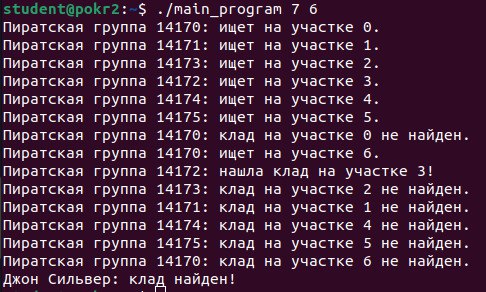 student@pokr2:~$ ./main_program 7 6
Пиратская группа 14170: ищет на участке 0.
Пиратская группа 14171: ищет на участке 1.
Пиратская группа 14173: ищет на участке 2.
Пиратская группа 14172: ищет на участке 3.
Пиратская группа 14174: ищет на участке 4.
Пиратская группа 14175: ищет на участке 5.
Пиратская группа 14170: клад на участке 0 не найден.
Пиратская группа 14170: ищет на участке 6.
Пиратская группа 14172: нашла клад на участке 3!
Пиратская группа 14173: клад на участке 2 не найден.
Пиратская группа 14171: клад на участке 1 не найден.
Пиратская группа 14174: клад на участке 4 не найден.
Пиратская группа 14175: клад на участке 5 не найден.
Пиратская группа 14170: клад на участке 6 не найден.
Джон Сильвер: клад найден!